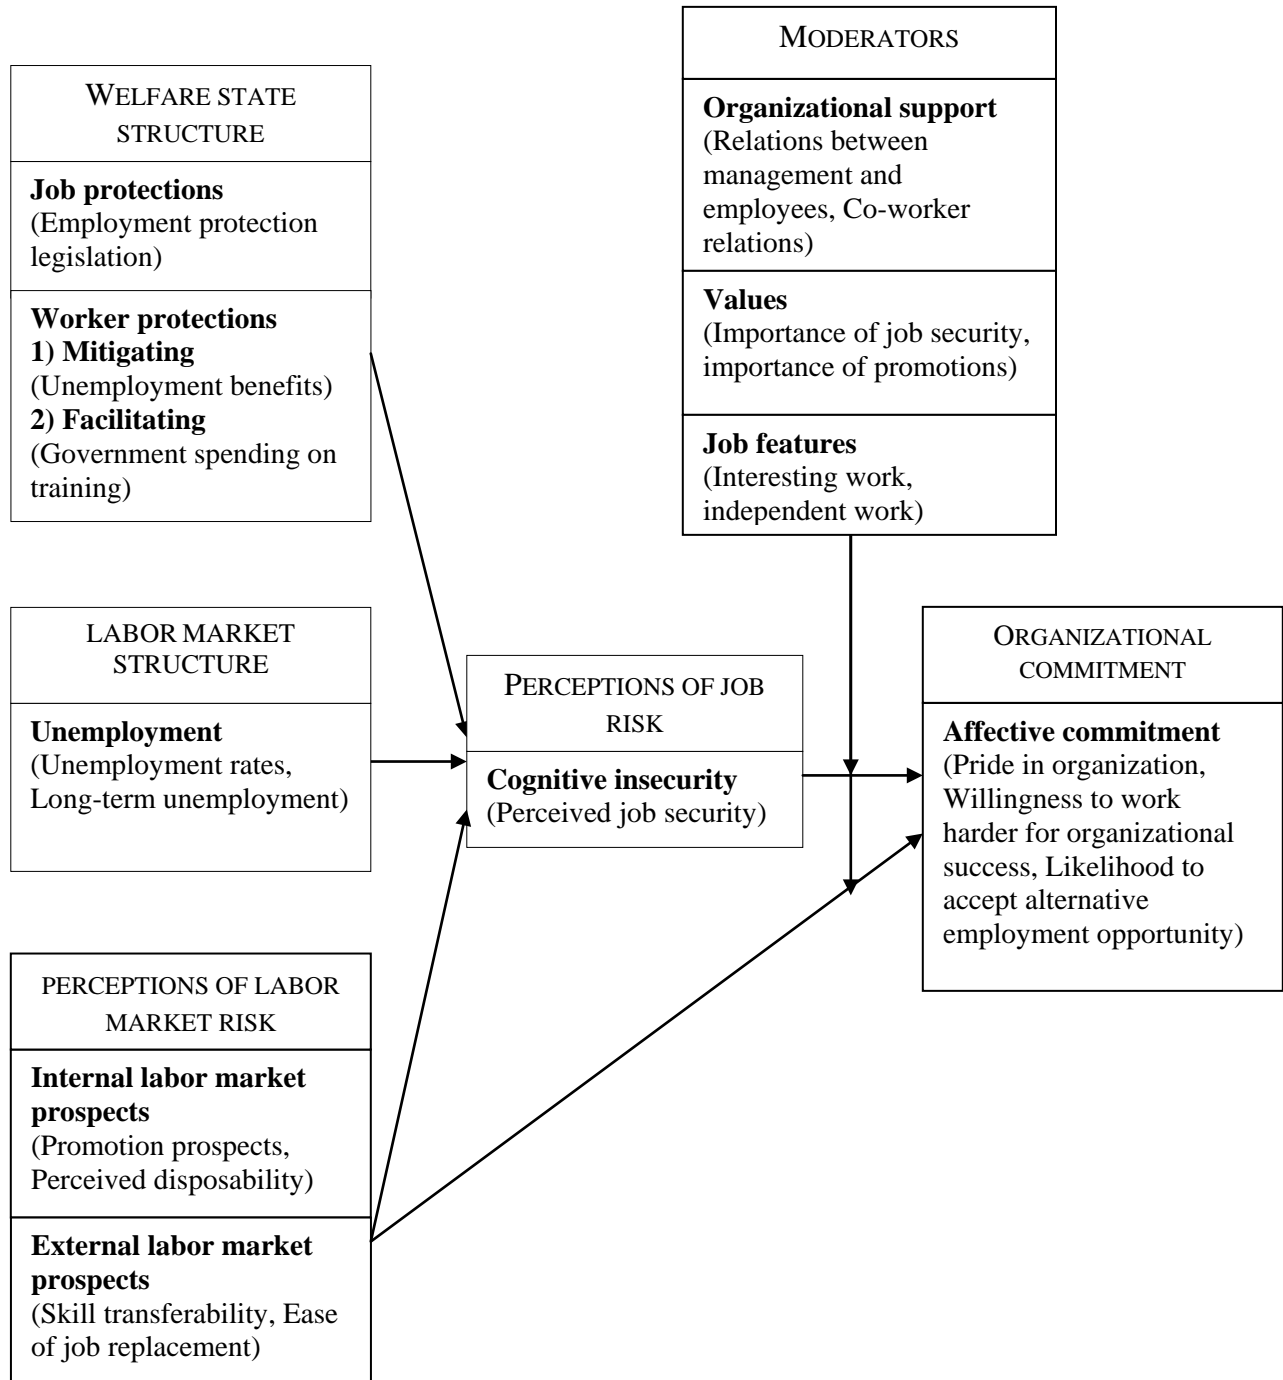 WELFARE STATE
STRUCTURE
Job protections
(Employment protection
legislation)
Worker protections
1) Mitigating
(Unemployment benefits)
2) Facilitating
(Government spending on
training)
MODERATORS
Organizational support
(Relations between
management and
employees, Co-worker
relations)
Values
(Importance of job security,
importance of promotions)
Job features
(Interesting work,
independent work)
LABOR MARKET
STRUCTURE
Unemployment
(Unemployment rates,
Long-term unemployment)
PERCEPTIONS OF JOB
RISK
Cognitive insecurity
(Perceived job security)
ORGANIZATIONAL
COMMITMENT
Affective commitment
(Pride in organization,
Willingness to work
harder for organizational
success, Likelihood to
accept alternative
employment opportunity)
PERCEPTIONS OF LABOR
MARKET RISK
Internal labor market
prospects
(Promotion prospects,
Perceived disposability)
External labor market
prospects
(Skill transferability, Ease
of job replacement)